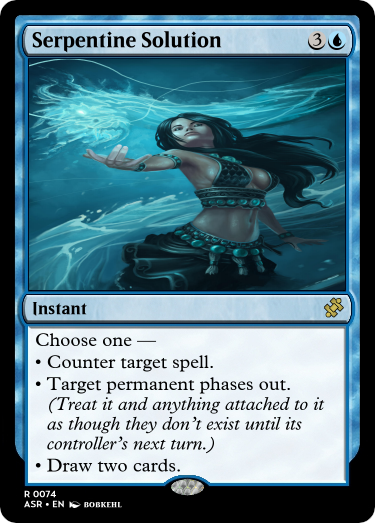 Serpentine Solution 3
Instant
Choose one —
• Counter target spell.
• Target permanent phases out.
(Treat it and anything attached to it
as though they don't exist until its
controller's next turn.)
• Draw two cards.
R 0074
ASR • EN BOBKEHL